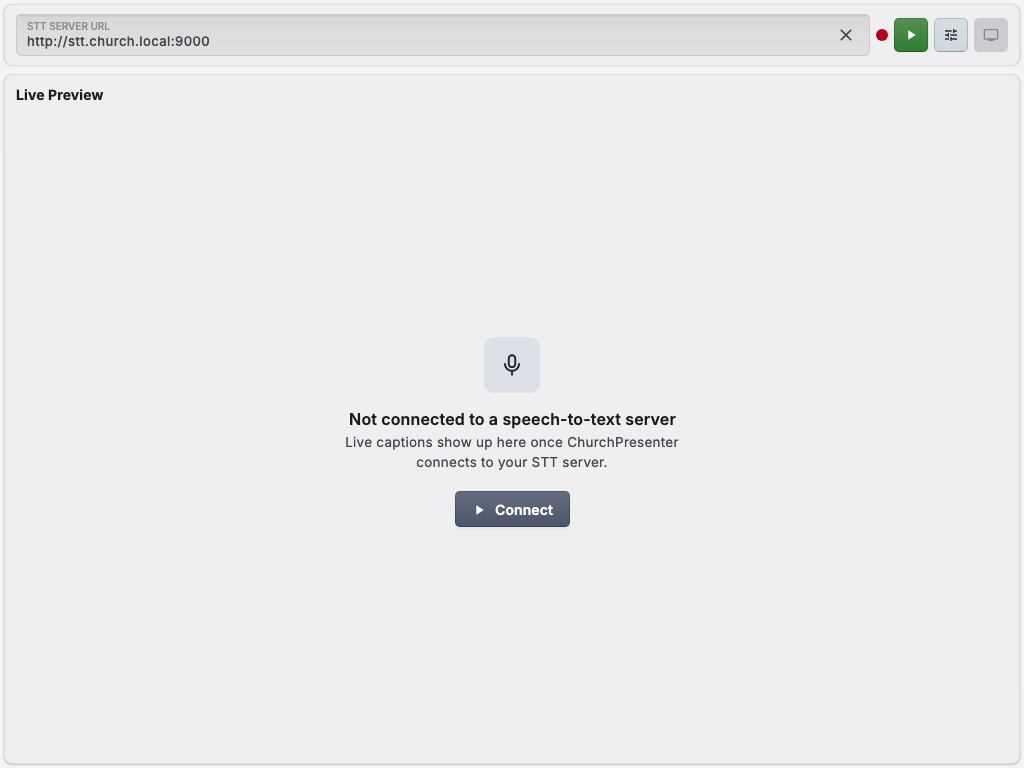 STT SERVER URL
http://stt.church.local:9000
Live Preview
Not connected to a speech-to-text server
Live captions show up here once ChurchPresenter
connects to your STT server.
Connect